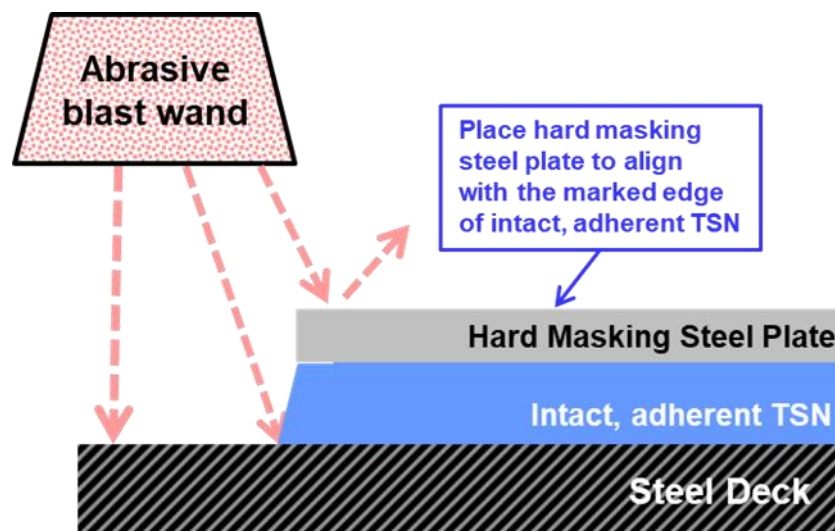 Abrasive
blast wand
Place hard masking
steel plate to align
with the marked edge
of intact, adherent TSN
Hard Masking Steel Plate
Intact, adherent TSN
Steel Deck